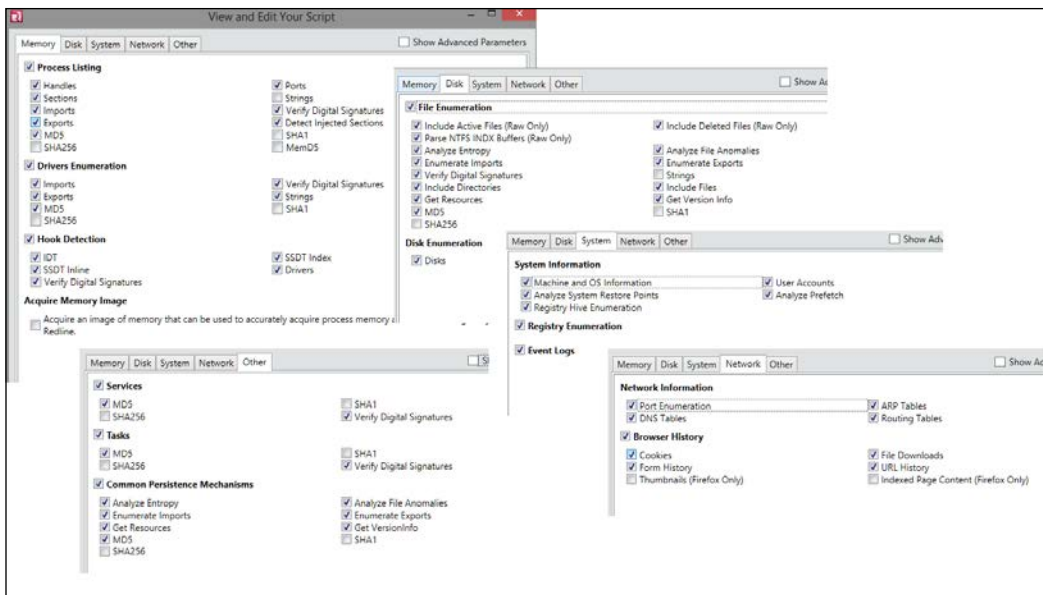 View and Edit Your Script
Memory Disk System Network Other
Show Advanced Parameters
Process Listing
Handles Ports
Sections Strings
Imports Verify Digital Signatures
Exports Detect Injected Sections
MD5 SHA1
SHA256 MemD5
Drivers Enumeration
Imports Verify Digital Signatures
Exports Strings
MD5 SHA1
SHA256
Hook Detection
IDT SSDT Index
SSDT Inline Drivers
Verify Digital Signatures
Acquire Memory Image
Acquire an image of memory that can be used to accurately acquire process memory
Redline.
Memory Disk System Network Other
Show
File Enumeration
Include Active Files (Raw Only) Include Deleted Files (Raw Only)
Parse NTFS INDX Buffers (Raw Only)
Analyze Entropy Analyze File Anomalies
Enumerate Imports Enumerate Exports
Verify Digital Signatures Strings
Include Directories Include Files
Get Resources Get Version Info
MD5 SHA1
SHA256
Disk Enumeration
Disks
Memory Disk System Network Other
Show
System Information
Machine and OS Information User Accounts
Analyze System Restore Points Analyze Prefetch
Registry Hive Enumeration
Registry Enumeration
Event Logs
Memory Disk System Network Other
Services
MD5 SHA1
SHA256 Verify Digital Signatures
Tasks
MD5 SHA1
SHA256 Verify Digital Signatures
Common Persistence Mechanisms
Analyze Entropy Analyze File Anomalies
Enumerate Imports Enumerate Exports
Get Resources Get VersionInfo
MD5 SHA1
SHA256
Memory Disk System Network Other
Show
Network Information
Port Enumeration ARP Tables
DNS Tables Routing Tables
Browser History
Cookies File Downloads
Form History URL History
Thumbnails (Firefox Only) Indexed Page Content (Firefox Only)